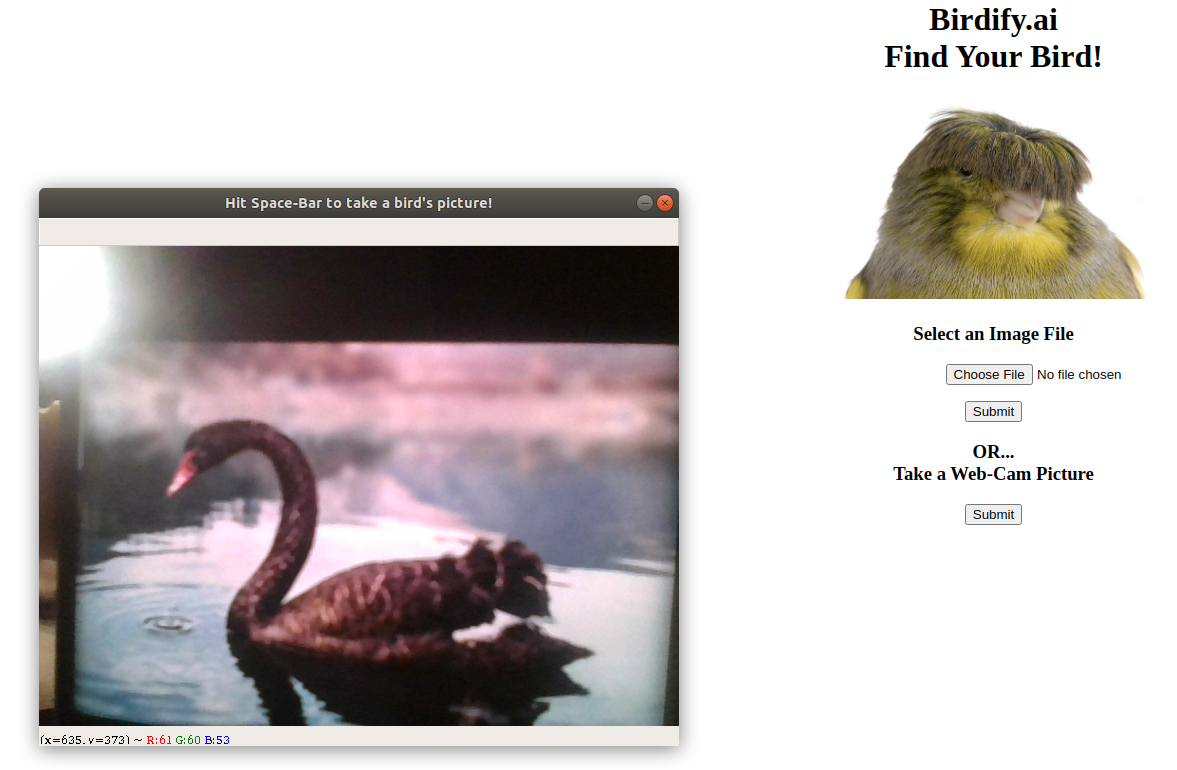 Birdify.ai
Find Your Bird!
Hit Space-Bar to take a bird's picture!
Select an Image File
Choose File No file chosen
Submit
OR...
Take a Web-Cam Picture
Submit
(x=635, y=373) ~ R:61 G:60 B:53